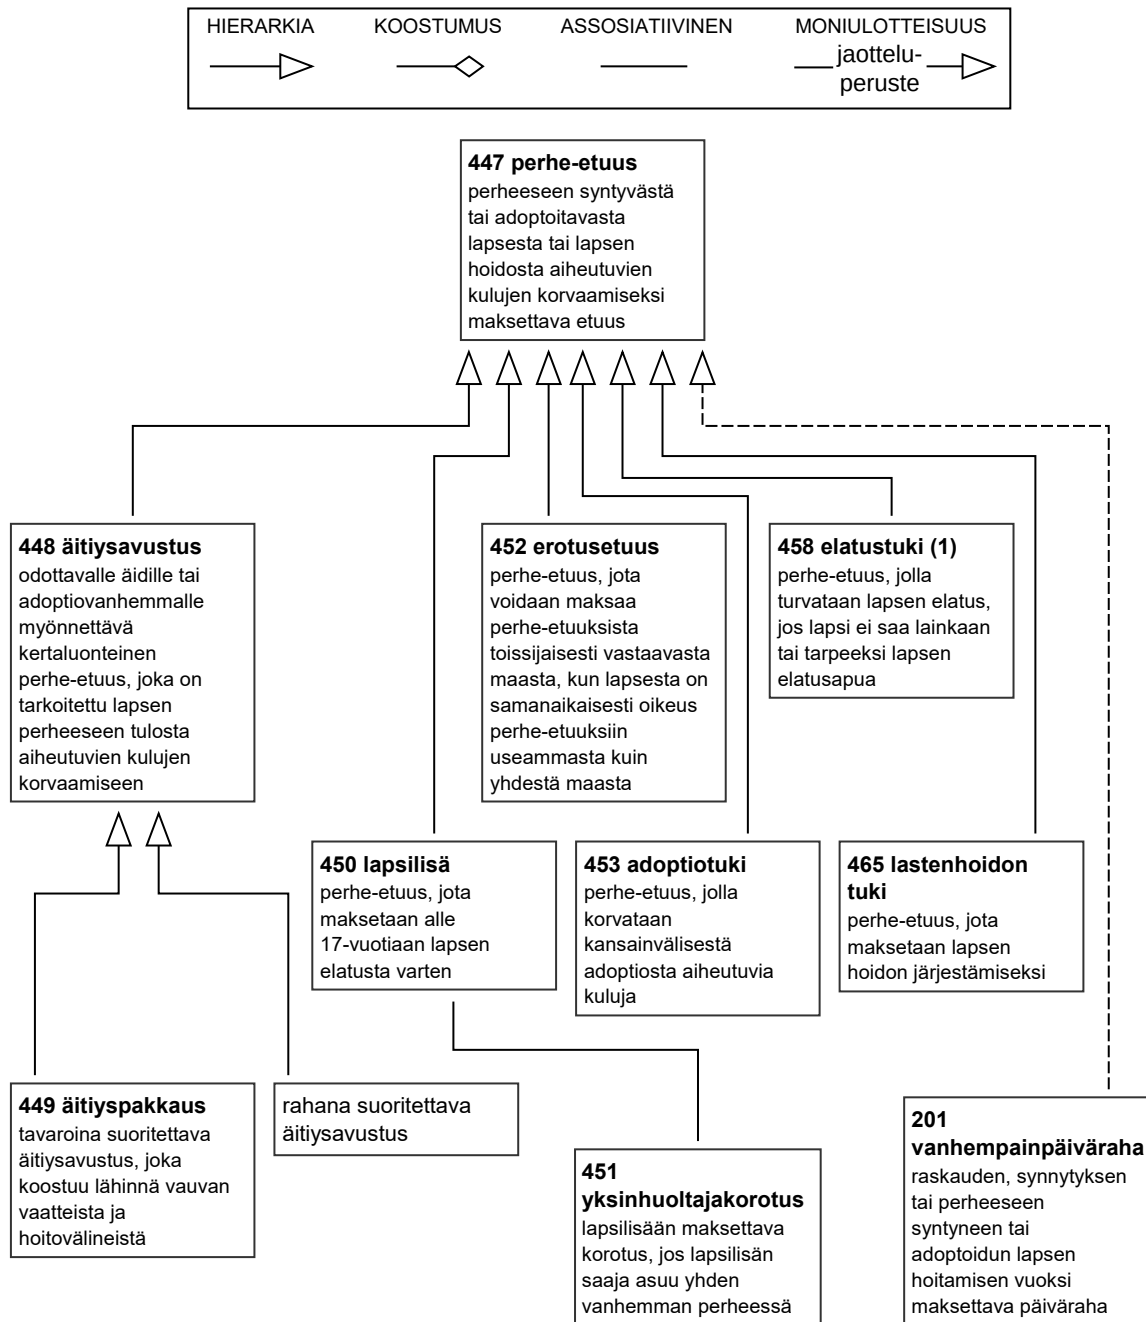 HIERARKIA
KOOSTUMUS
ASSOSIATIIVINEN
MONIULOTTEISUUS
jaottelu-
peruste
447 perhe-etuus
perheeseen syntyvästä
tai adoptoitavasta
lapsesta tai lapsen
hoidosta aiheutuvien
kulujen korvaamiseksi
maksettava etuus
448 äitiysavustus
odottavalle äidille tai
adoptiovanhemmalle
myönnettävä
kertaluonteinen
perhe-etuus, joka on
tarkoitettu lapsen
perheeseen tulosta
aiheutuvien kulujen
korvaamiseen
452 erotusetuus
perhe-etuus, jota
voidaan maksaa
perhe-etuuksista
toissijaisesti vastaavasta
maasta, kun lapsesta on
samanaikaisesti oikeus
perhe-etuuksiin
useammasta kuin
yhdestä maasta
458 elatustuki (1)
perhe-etuus, jolla
turvataan lapsen elatus,
jos lapsi ei saa lainkaan
tai tarpeeksi lapsen
elatusapua
450 lapsilisä
perhe-etuus, jota
maksetaan alle
17-vuotiaan lapsen
elatusta varten
453 adoptiotuki
perhe-etuus, jolla
korvataan
kansainvälisestä
adoptiosta aiheutuvia
kuluja
465 lastenhoidon
tuki
perhe-etuus, jota
maksetaan lapsen
hoidon järjestämiseksi
449 äitiyspakkaus
tavaroina suoritettava
äitiysavustus, joka
koostuu lähinnä vauvan
vaatteista ja
hoitovälineistä
rahana suoritettava
äitiysavustus
451
yksinhuoltajakorotus
lapsilisään maksettava
korotus, jos lapsilisän
saaja asuu yhden
vanhemman perheessä
201
vanhempainpäiväraha
raskauden, synnytyksen
tai perheeseen
syntyneen tai
adoptoidun lapsen
hoitamisen vuoksi
maksettava päiväraha